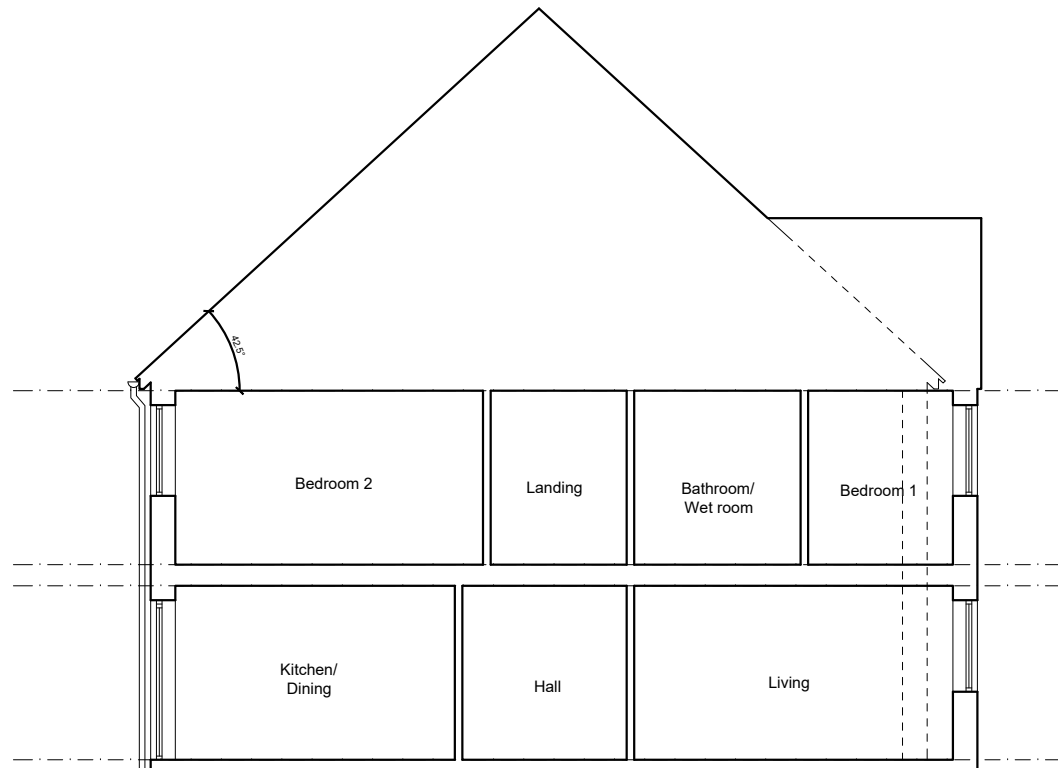 42.5°
Bedroom 2
Landing
Bathroom/
Wet room
Bedroom 1
Kitchen/
Dining
Hall
Living